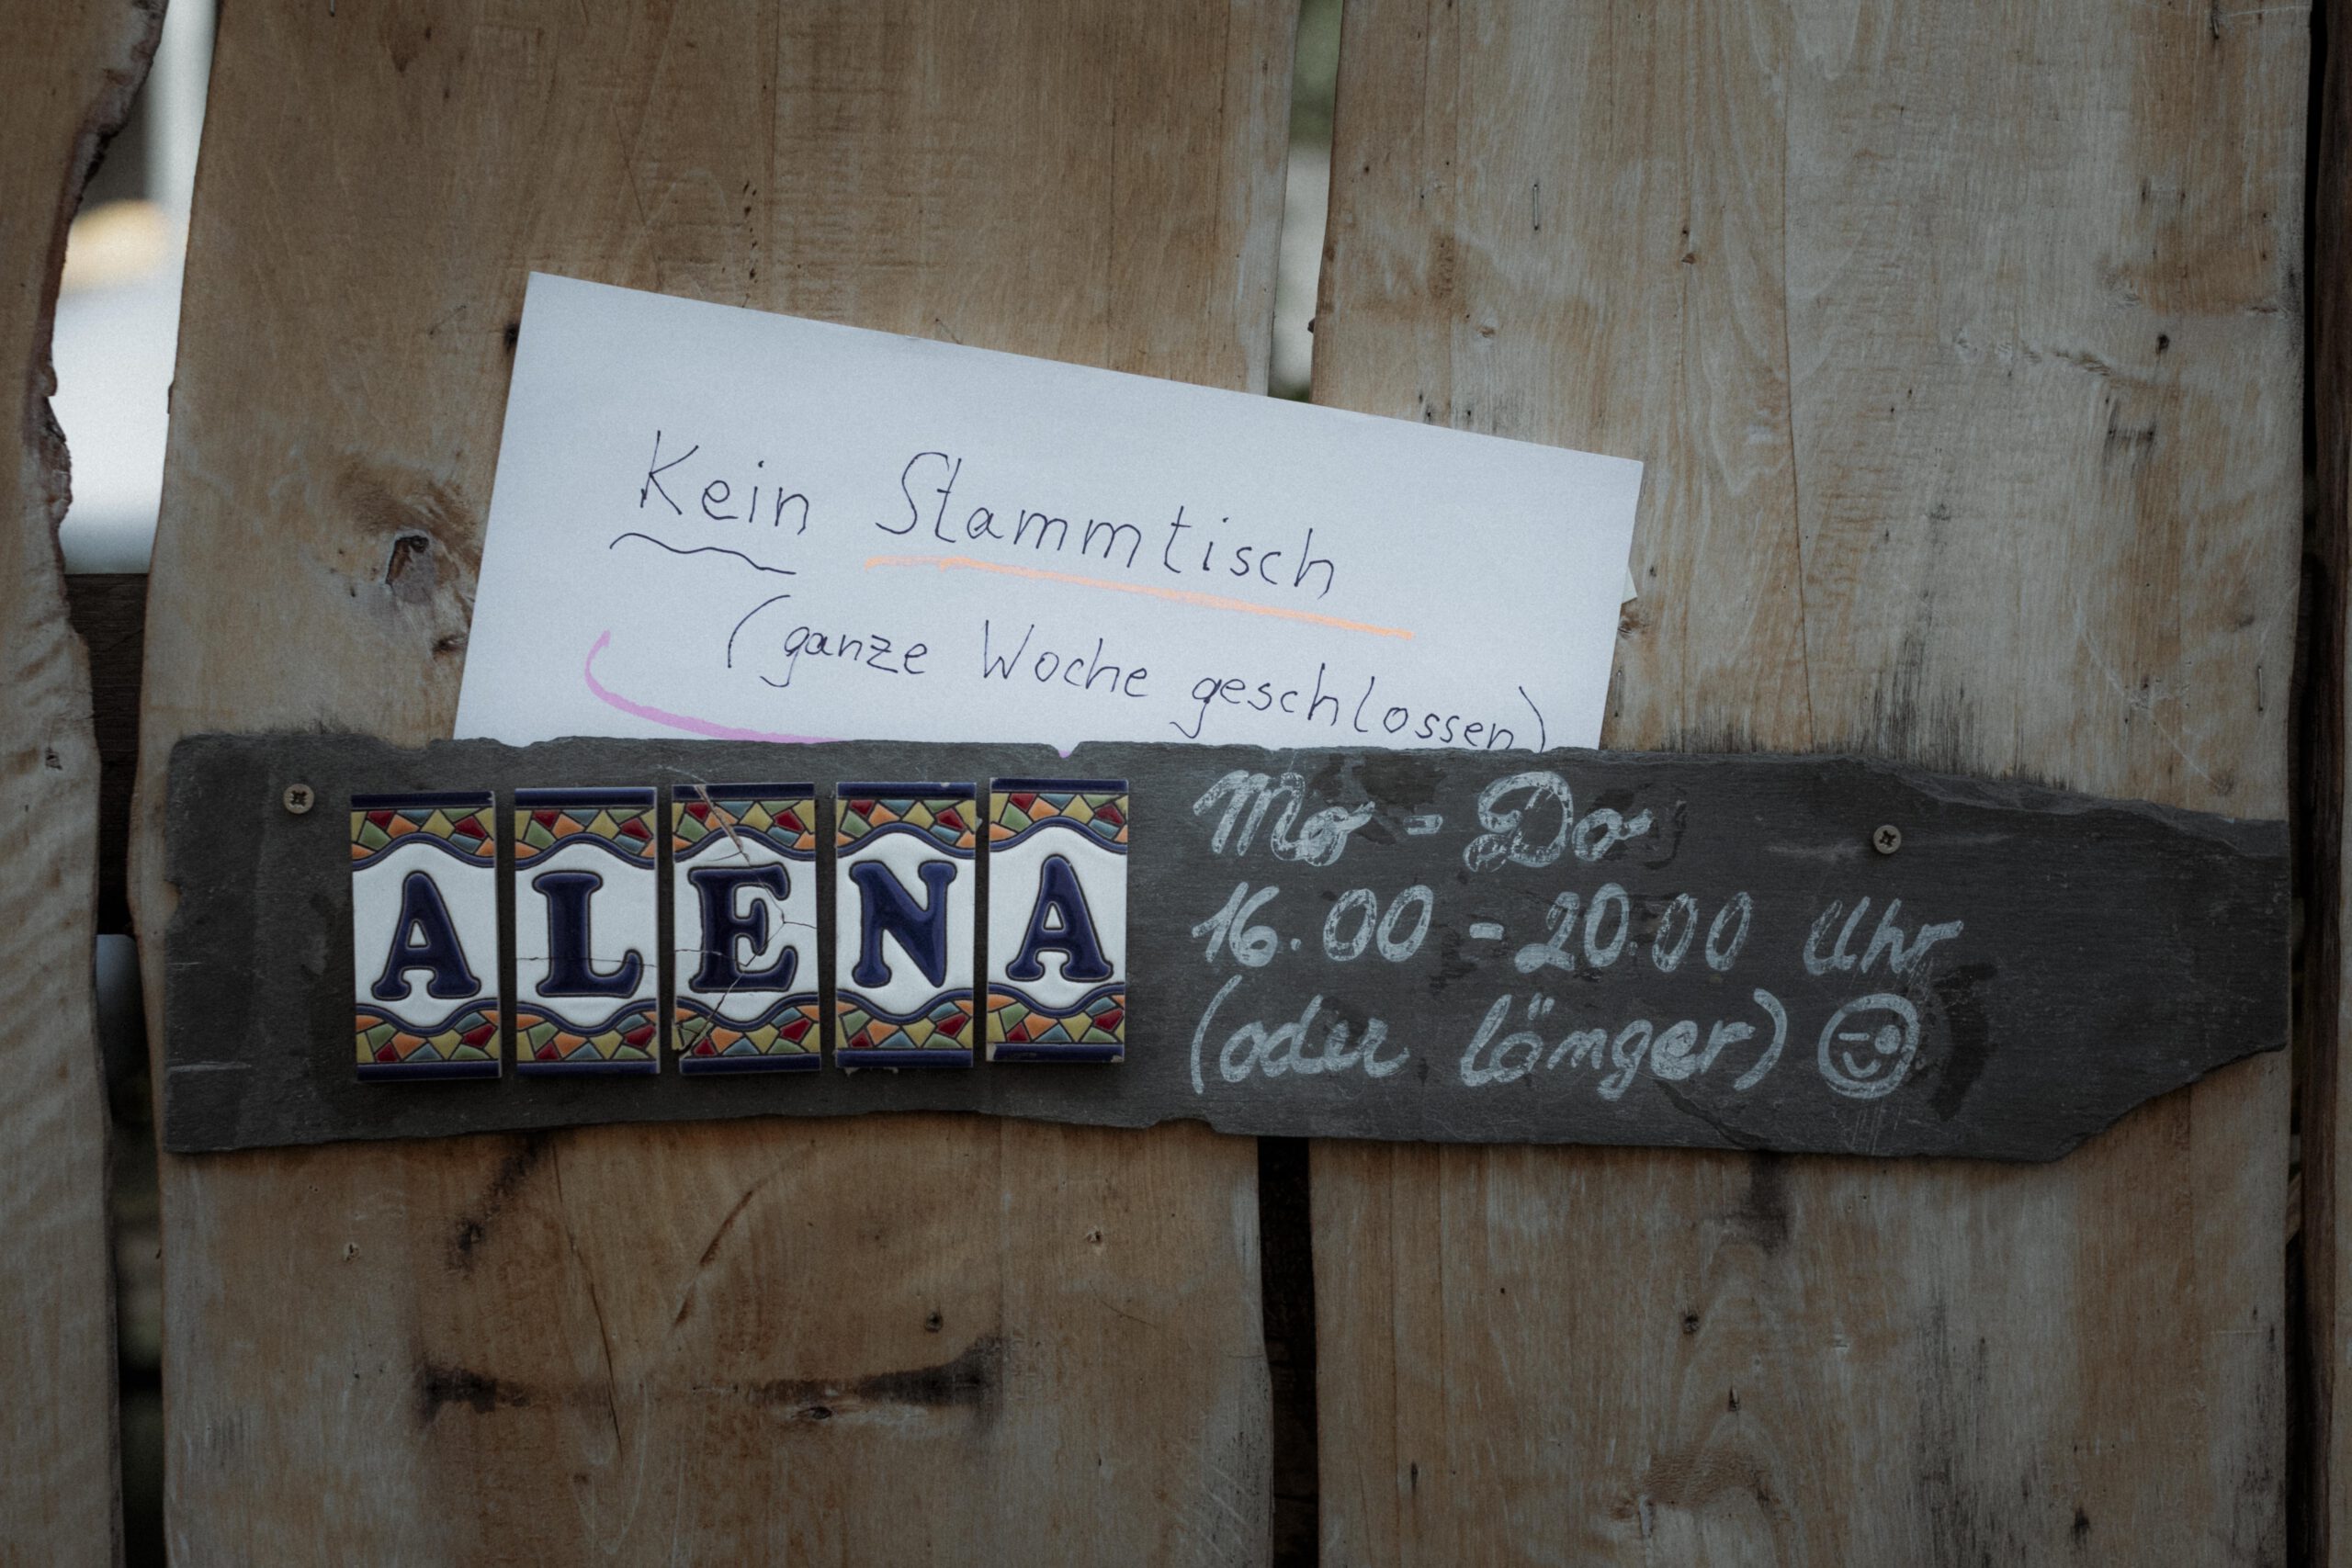 Kein Stammtisch
(ganze Woche geschlossen)
ALENA
Mo - Do
16.00 - 20.00 Uhr
(oder länger)